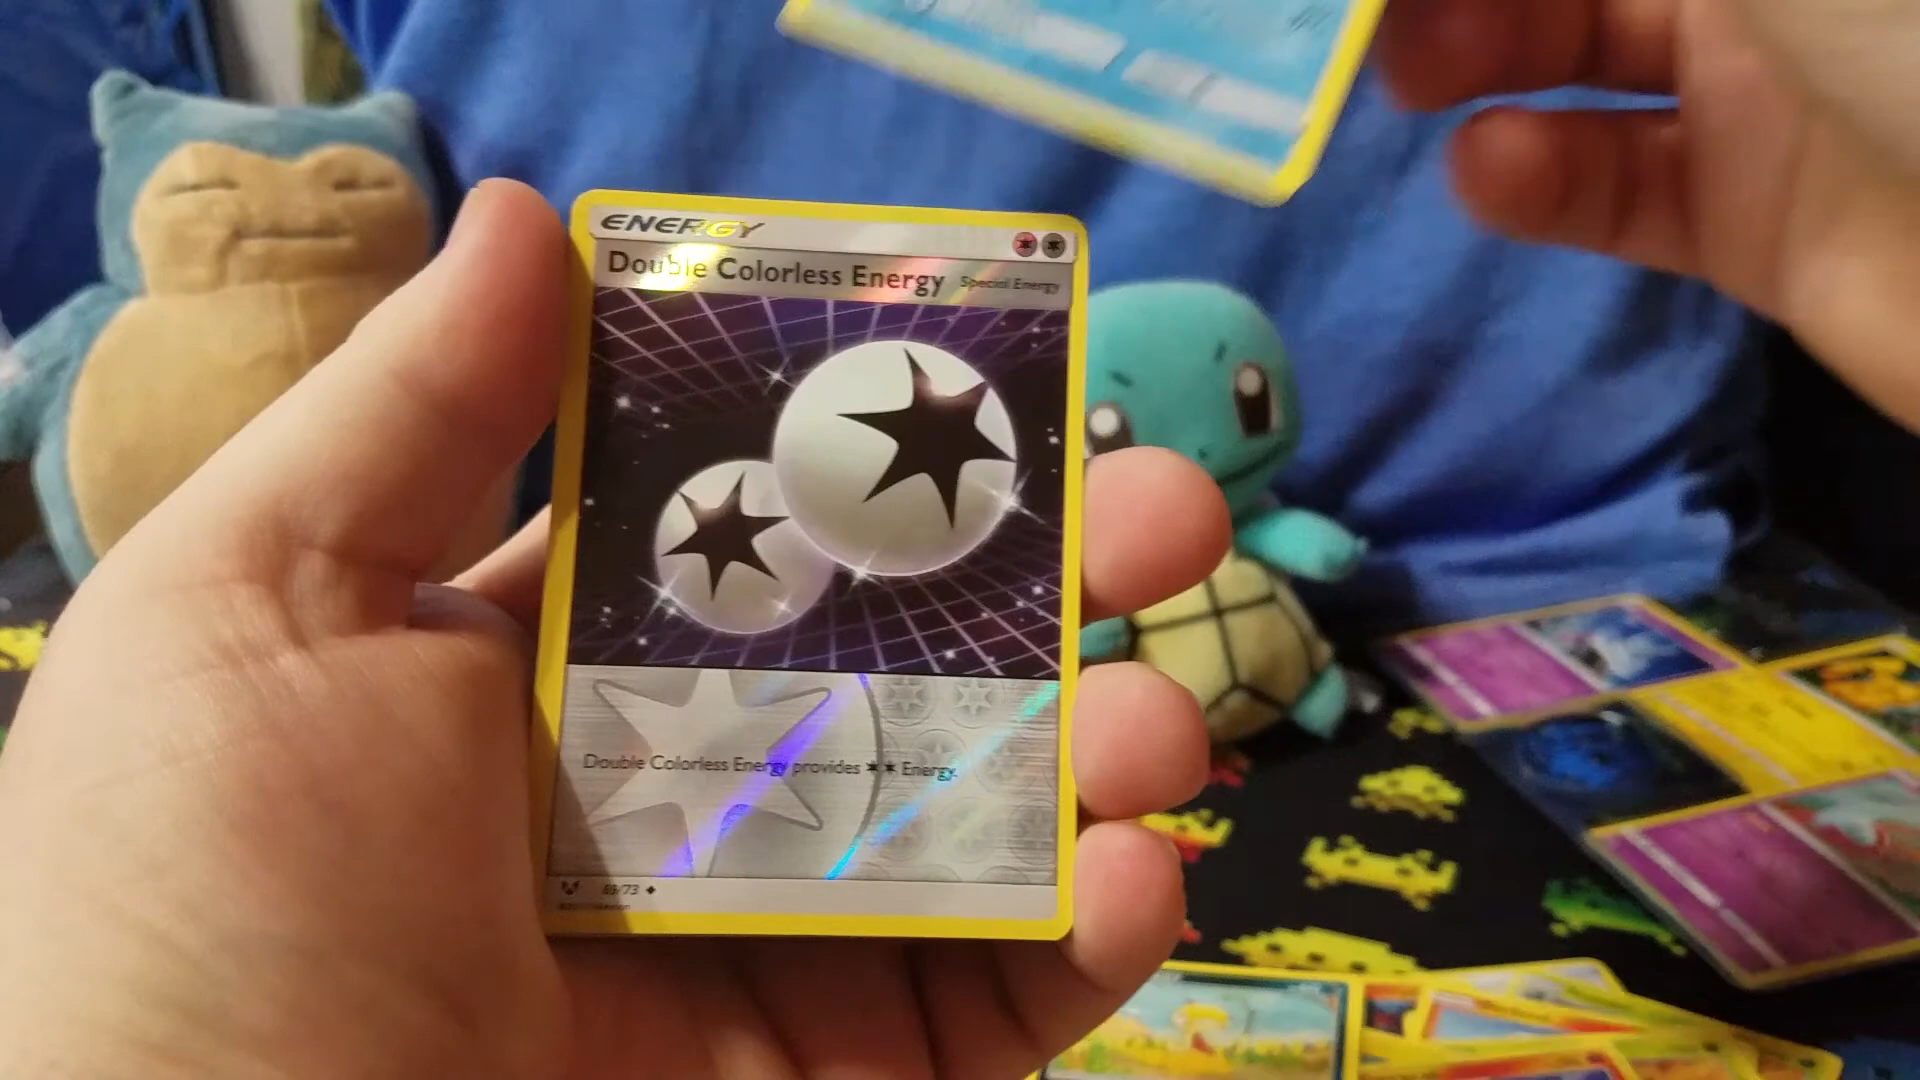 ENERGY
Double Colorless Energy Special Energy
Double Colorless Energy provides ✶✶ Energy.
69/73